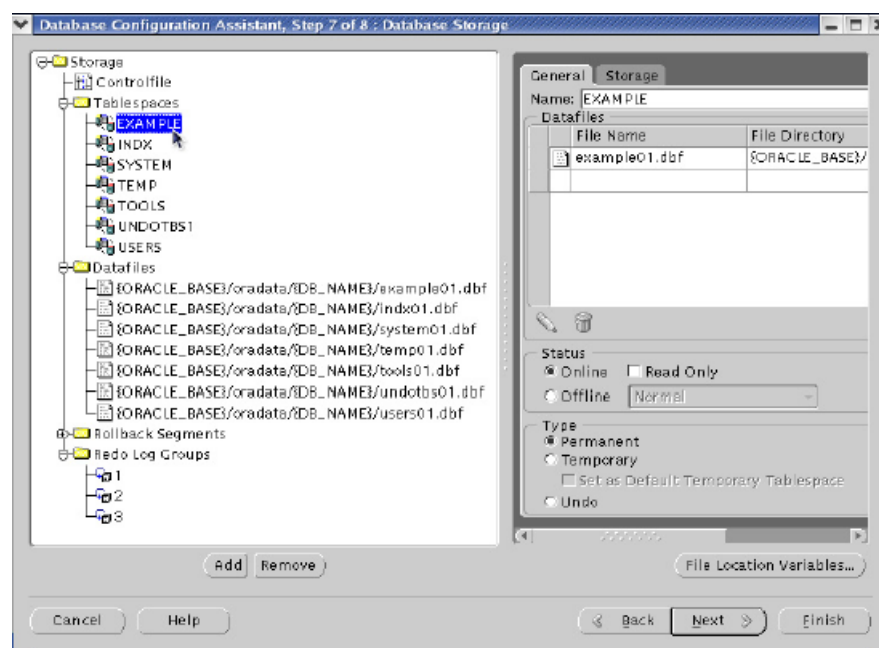 Database Configuration Assistant, Step 7 of 8 : Database Storage
Storage
Controlfile
Tablespaces
EXAMPLE
INDX
SYSTEM
TEMP
TOOLS
UNDOTBS1
USERS
Datafiles
{ORACLE_BASE}/oradata/{DB_NAME}/example01.dbf
{ORACLE_BASE}/oradata/{DB_NAME}/indx01.dbf
{ORACLE_BASE}/oradata/{DB_NAME}/system01.dbf
{ORACLE_BASE}/oradata/{DB_NAME}/temp01.dbf
{ORACLE_BASE}/oradata/{DB_NAME}/tools01.dbf
{ORACLE_BASE}/oradata/{DB_NAME}/undotbs01.dbf
{ORACLE_BASE}/oradata/{DB_NAME}/users01.dbf
Rollback Segments
Redo Log Groups
1
2
3
General Storage
Name: EXAMPLE
Datafiles
File Name File Directory
example01.dbf {ORACLE_BASE}/
Status
Online Read Only
Offline Normal
Type
Permanent
Temporary
Set as Default Temporary Tablespace
Undo
Add Remove File Location Variables...
Cancel Help Back Next Finish